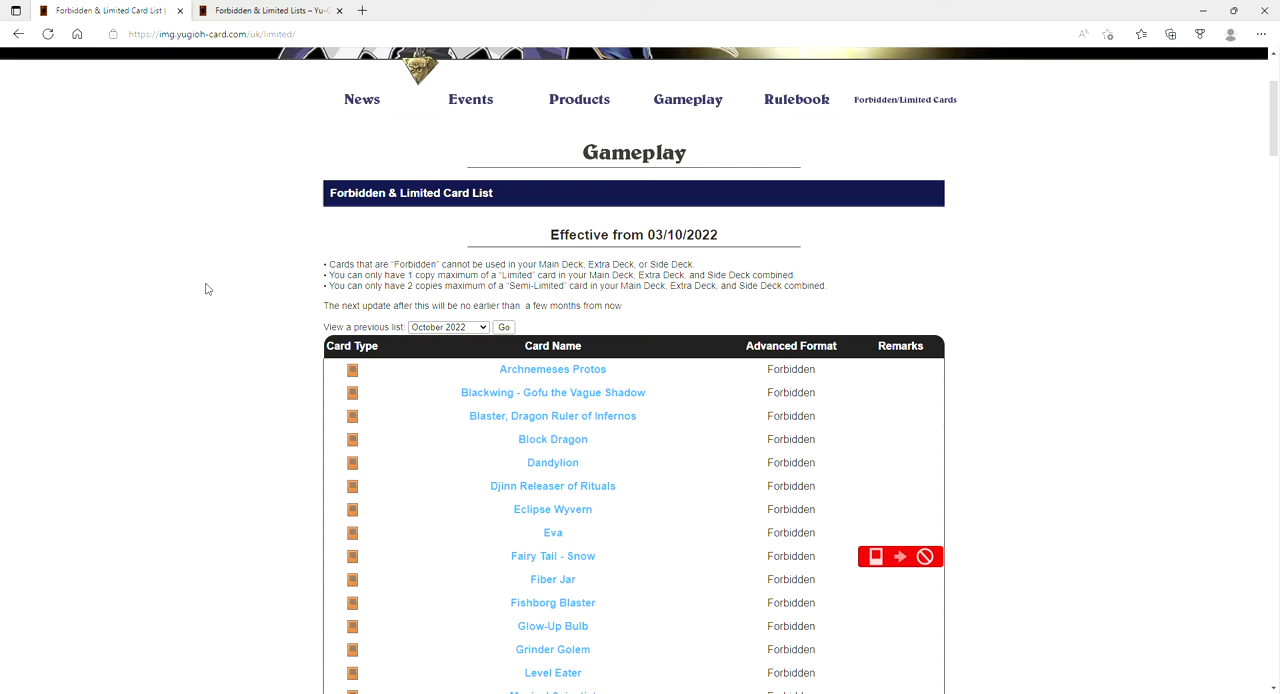 Forbidden & Limited Card List |
Forbidden & Limited Lists – Yu-G
https://img.yugioh-card.com/uk/limited/
News Events Products Gameplay Rulebook Forbidden/Limited Cards
Gameplay
Forbidden & Limited Card List
Effective from 03/10/2022
• Cards that are "Forbidden" cannot be used in your Main Deck, Extra Deck, or Side Deck.
• You can only have 1 copy maximum of a "Limited" card in your Main Deck, Extra Deck, and Side Deck combined.
• You can only have 2 copies maximum of a "Semi-Limited" card in your Main Deck, Extra Deck, and Side Deck combined.
The next update after this will be no earlier than a few months from now
View a previous list: October 2022 Go
Card Type Card Name Advanced Format Remarks
Archnemeses Protos Forbidden
Blackwing - Gofu the Vague Shadow Forbidden
Blaster, Dragon Ruler of Infernos Forbidden
Block Dragon Forbidden
Dandylion Forbidden
Djinn Releaser of Rituals Forbidden
Eclipse Wyvern Forbidden
Eva Forbidden
Fairy Tail - Snow Forbidden
Fiber Jar Forbidden
Fishborg Blaster Forbidden
Glow-Up Bulb Forbidden
Grinder Golem Forbidden
Level Eater Forbidden